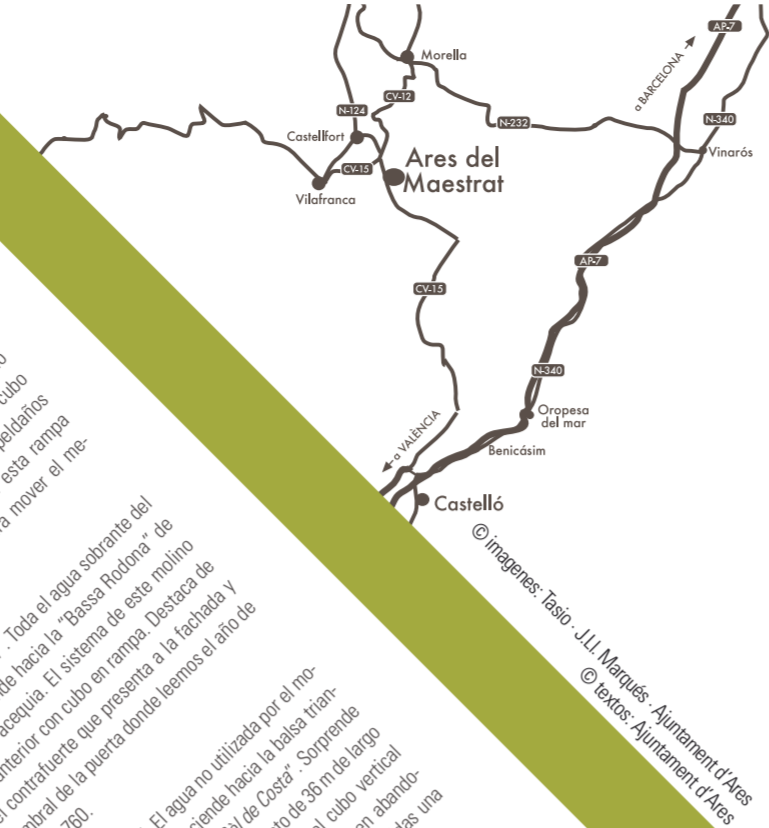 AP-7
a BARCELONA
Morella
CV-12
N-124
N-232
N-340
Castellfort
Vinarós
CV-15
Ares del
Maestrat
Vilafranca
AP-7
CV-15
N-340
Oropesa
del mar
a VALÈNCIA
Benicásim
Castelló
© imagenes: Tasio · J.Ll. Marqués · Ajuntament d'Ares
© textos: Ajuntament d'Ares
cubo
peldaños
esta rampa
mover el me-
. Toda el agua sobrante del
hacia la "Bassa Rodona" de
acequia. El sistema de este molino
anterior con cubo en rampa. Destaca de
el contrafuerte que presenta a la fachada y
de la puerta donde leemos el año de
760.
El agua no utilizada por el mo-
hacia la balsa trian-
de Costa". Sorprende
de 36 m de largo
cubo vertical
en abando-
una